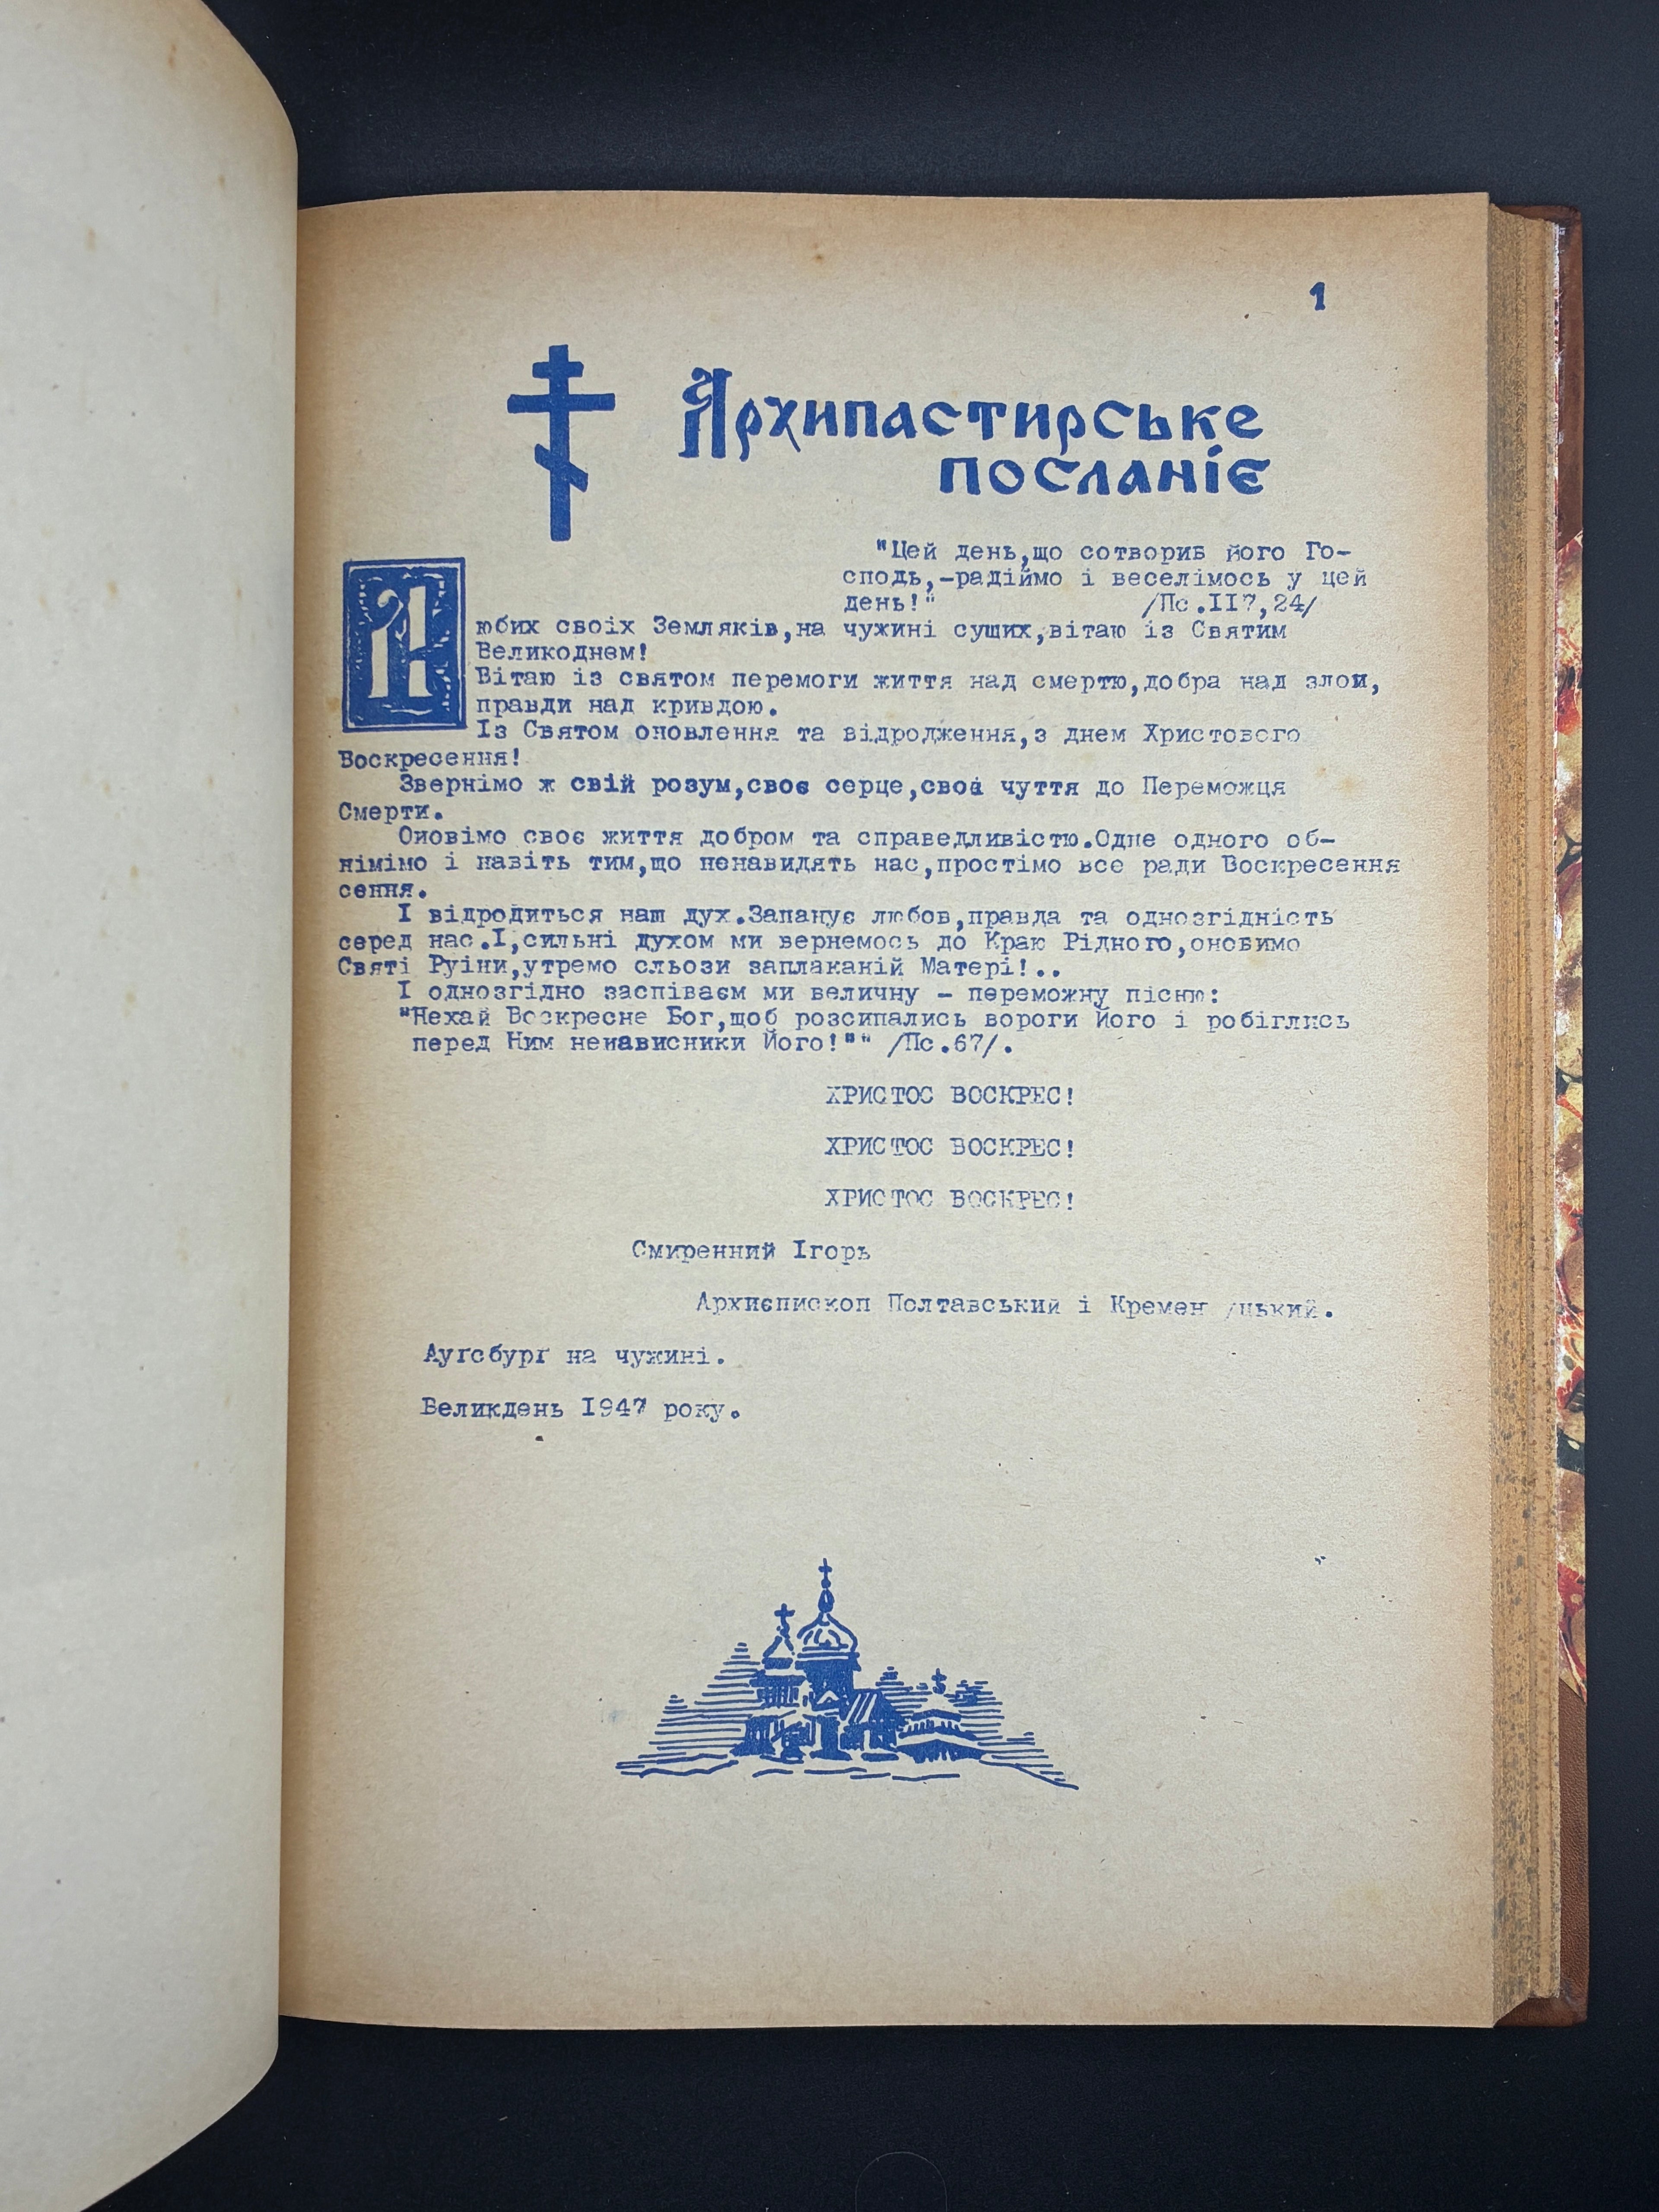 1
Архипастирське
посланіє
"Цей день,що сотворив його Го-
сподь,-радіймо і веселімось у цей
день!" /Пс.II7,24/
Любих своїх Земляків,на чужині сущих,вітаю із Святим
Великоднем!
Вітаю із святом перемоги життя над смертю,добра над злом,
правди над кривдою.
Із Святом оновлення та відродження,з днем Христового
Воскресення!
Звернімо ж свій розум,своє серце,свої чуття до Переможця
Смерти.
Оновімо своє життя добром та справедливістю.Одне одного об-
німімо і навіть тим,що ненавидять нас,простімо все ради Воскресення
сення.
І відродиться наш дух.Запанує любов,правда та однозгідність
серед нас.І,сильні духом ми вернемось до Краю Рідного,оновимо
Святі Руїни,утремо сльози заплаканій Матері!..
І однозгідно заспіваєм ми величну - переможну пісню:
"Нехай Воскресне Бог,щоб розсипались вороги Його і робіглись
перед Ним ненависники Його!"" /Пс.67/.
ХРИСТОС ВОСКРЕС!
ХРИСТОС ВОСКРЕС!
ХРИСТОС ВОСКРЕС!
Смиренний Ігорь
Архиєпископ Полтавський і Кремен уцький.
Ауґсбурґ на чужині.
Великдень 1947 року.